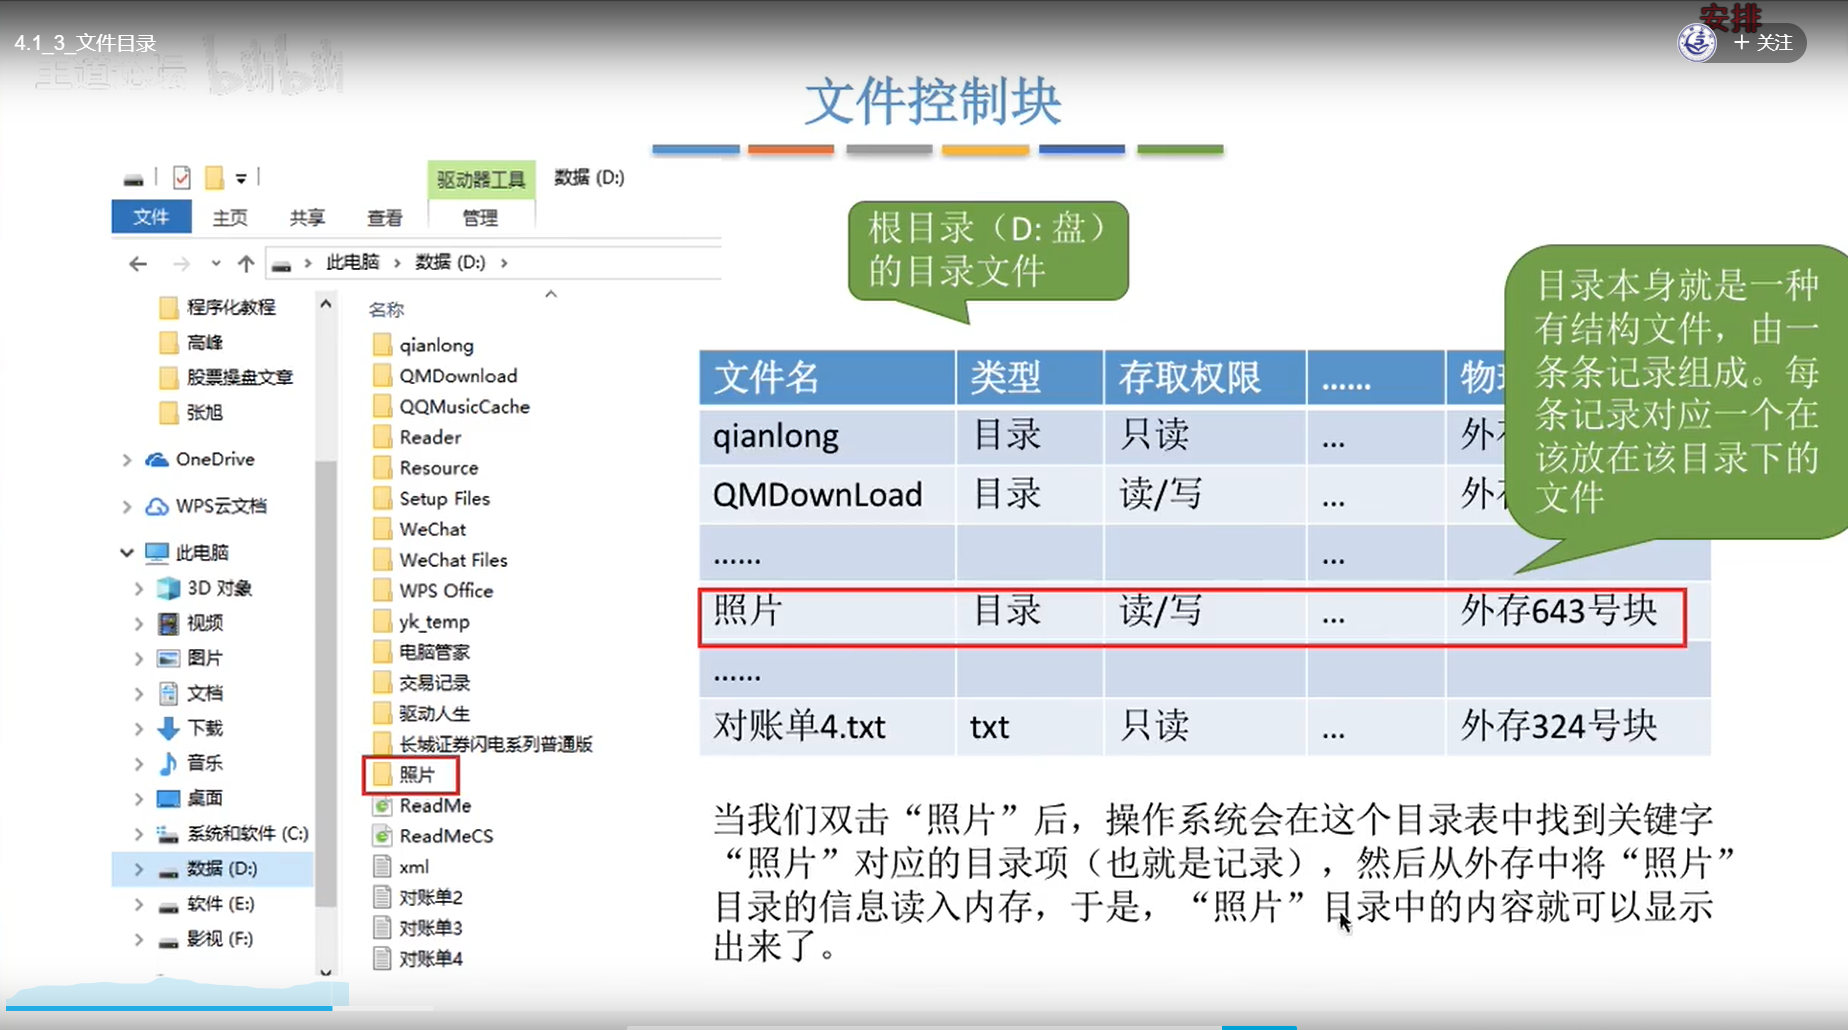 安排
4.1_3_文件目录
+ 关注
王道论坛 bilibili
文件控制块
驱动器工具
数据 (D:)
文件
主页
共享
查看
管理
此电脑 > 数据 (D:) >
程序化教程
高峰
股票操盘文章
张旭
OneDrive
WPS云文档
此电脑
3D 对象
视频
图片
文档
下载
音乐
桌面
系统和软件 (C:)
数据 (D:)
软件 (E:)
影视 (F:)
名称
qianlong
QMDownload
QQMusicCache
Reader
Resource
Setup Files
WeChat
WeChat Files
WPS Office
yk_temp
电脑管家
交易记录
驱动人生
长城证券闪电系列普通版
照片
ReadMe
ReadMeCS
xml
对账单2
对账单3
对账单4
根目录（D: 盘）
的目录文件
目录本身就是一种
有结构文件，由一
条条记录组成。每
条记录对应一个在
该放在该目录下的
文件
文件名 类型 存取权限 …… 物
qianlong 目录 只读 … 外
QMDownLoad 目录 读/写 … 外
…… …
照片 目录 读/写 … 外存643号块
……
对账单4.txt txt 只读 … 外存324号块
当我们双击“照片”后，操作系统会在这个目录表中找到关键字
“照片”对应的目录项（也就是记录），然后从外存中将“照片”
目录的信息读入内存，于是，“照片”目录中的内容就可以显示
出来了。